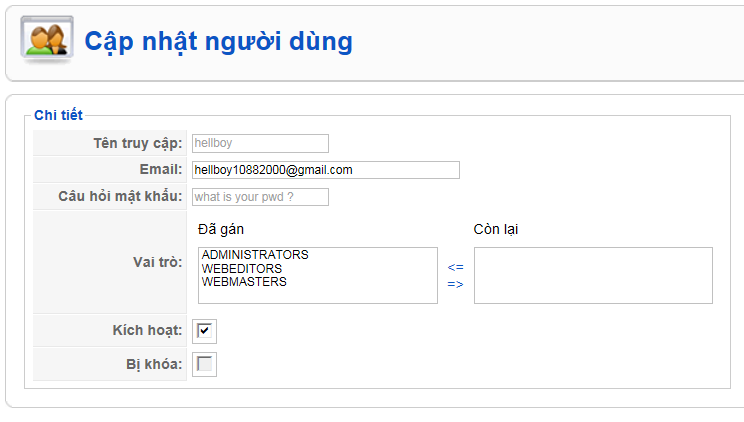 Cập nhật người dùng
Chi tiết
Tên truy cập: hellboy
Email: hellboy10882000@gmail.com
Câu hỏi mật khẩu: what is your pwd ?
Đã gán Còn lại
Vai trò:
ADMINISTRATORS
WEBEDITORS
WEBMASTERS
<=
=>
Kích hoạt:
Bị khóa: